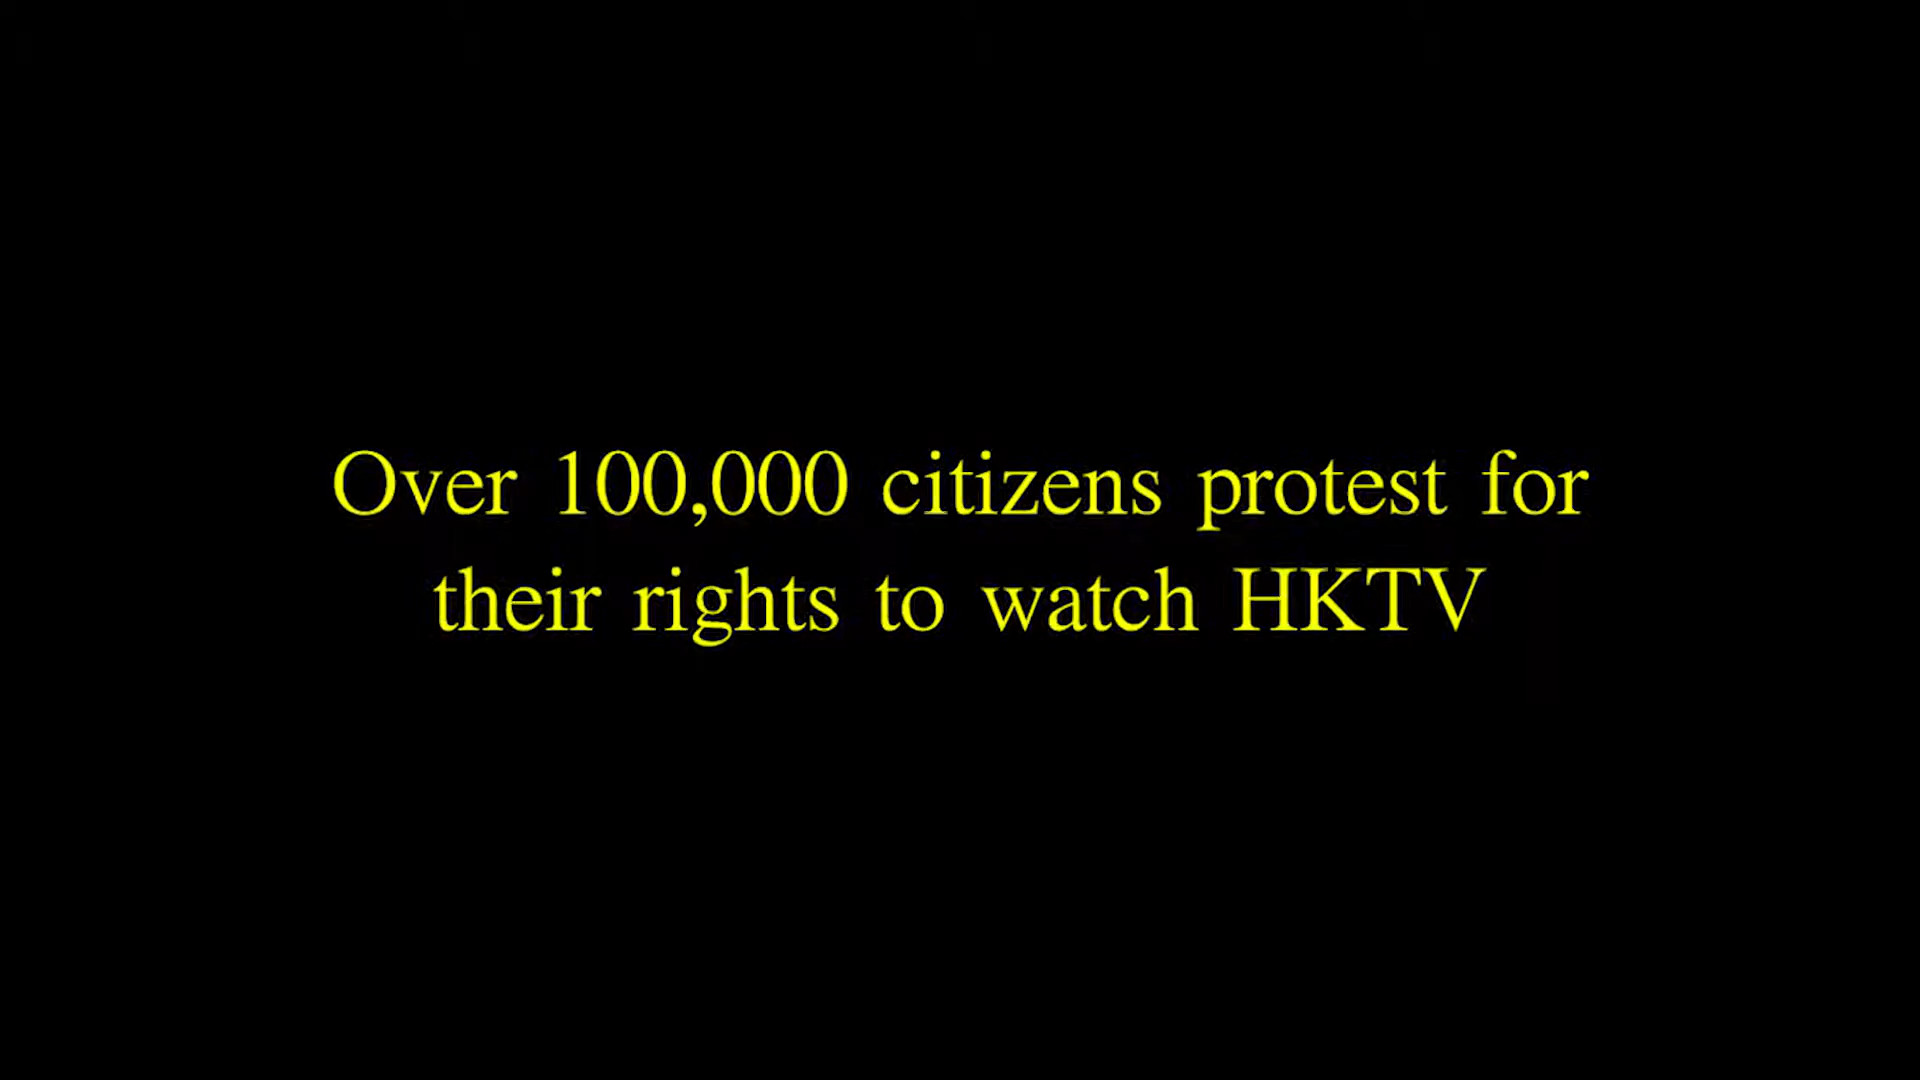 Over 100,000 citizens protest for
their rights to watch HKTV